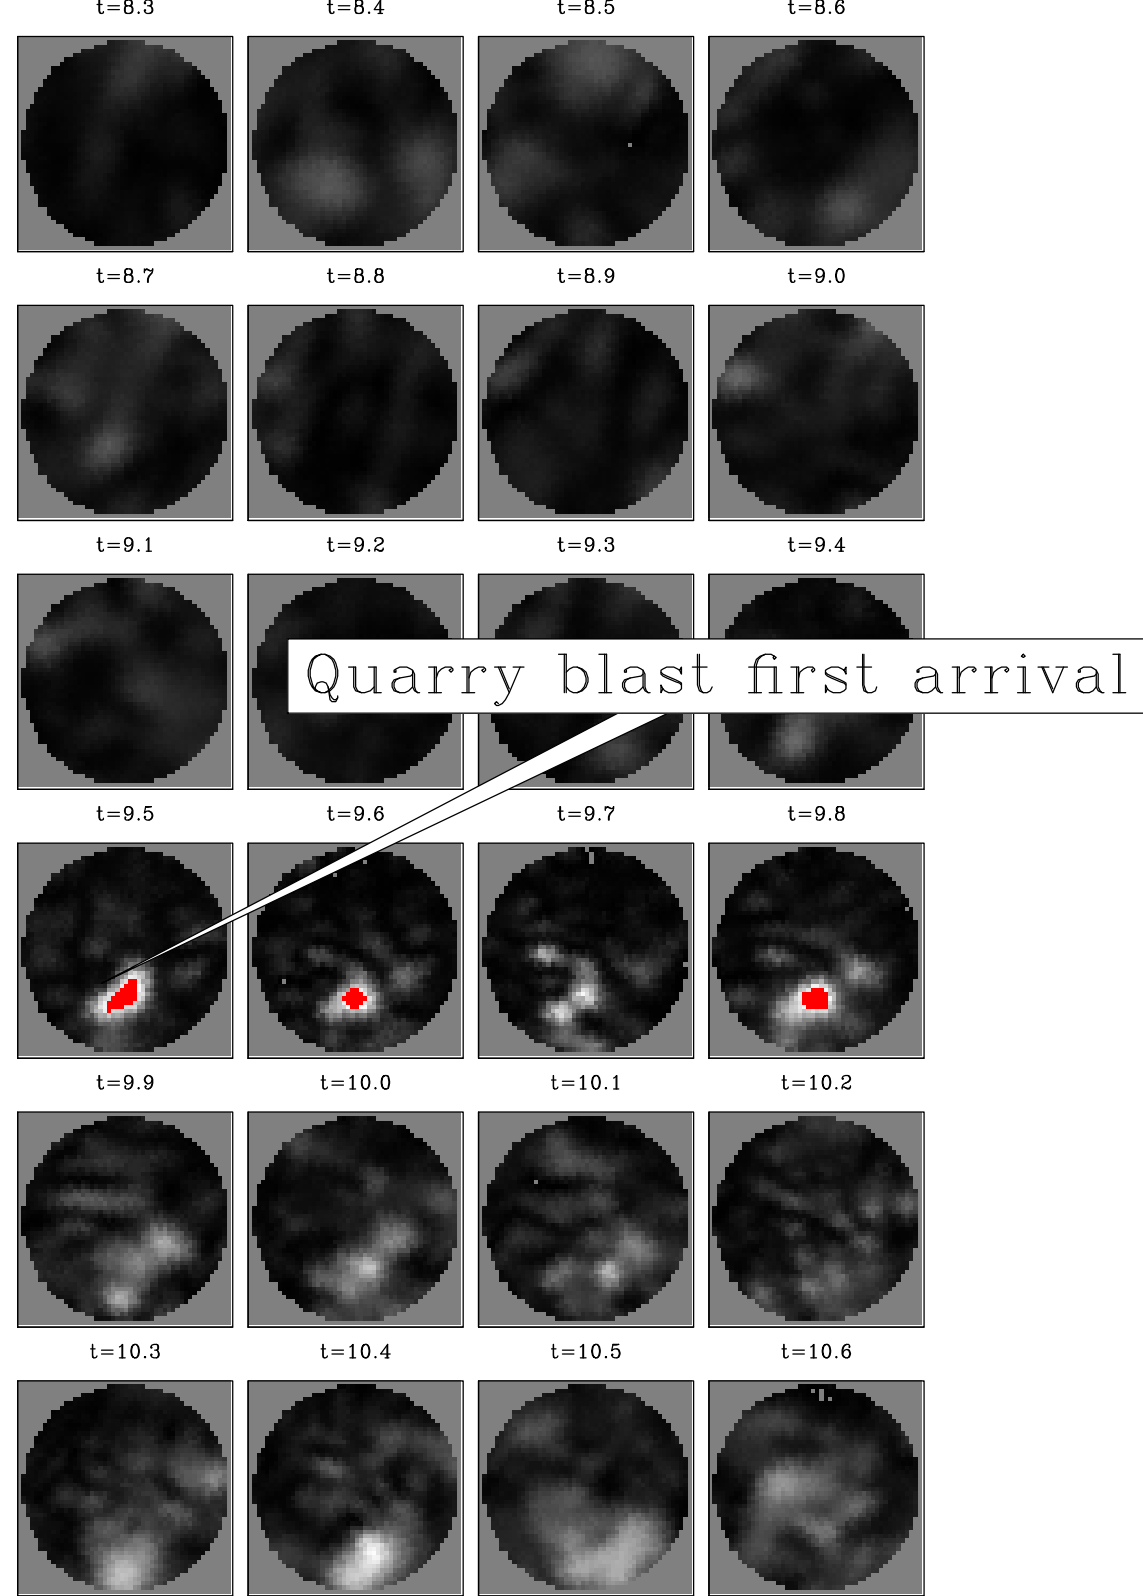 t=8.3 t=8.4 t=8.5 t=8.6
t=8.7 t=8.8 t=8.9 t=9.0
t=9.1 t=9.2 t=9.3 t=9.4
Quarry blast first arrival
t=9.5 t=9.6 t=9.7 t=9.8
t=9.9 t=10.0 t=10.1 t=10.2
t=10.3 t=10.4 t=10.5 t=10.6